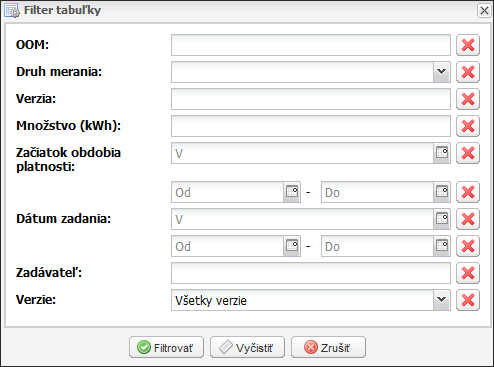 Filter tabuľky
OOM:
Druh merania:
Verzia:
Množstvo (kWh):
Začiatok obdobia
platnosti:
V
Od - Do
Dátum zadania:
V
Od - Do
Zadávateľ:
Verzie: Všetky verzie
Filtrovať Vyčistiť Zrušiť